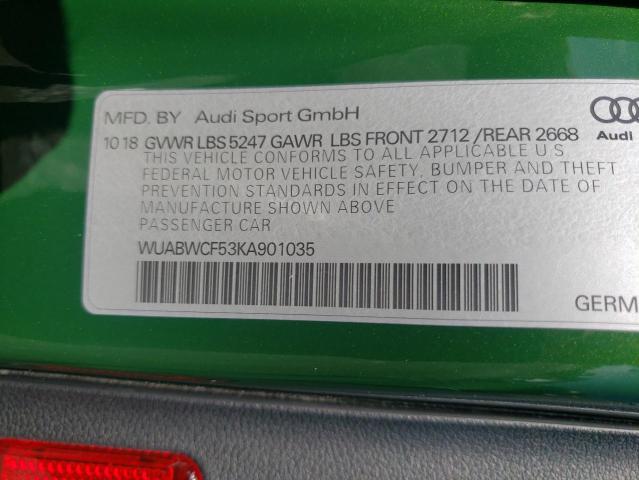 MFD. BY Audi Sport GmbH
10 18 GVWR LBS 5247 GAWR LBS FRONT 2712 /REAR 2668
THIS VEHICLE CONFORMS TO ALL APPLICABLE U.S
FEDERAL MOTOR VEHICLE SAFETY, BUMPER AND THEFT
PREVENTION STANDARDS IN EFFECT ON THE DATE OF
MANUFACTURE SHOWN ABOVE
PASSENGER CAR
WUABWCF53KA901035
Audi
GERM